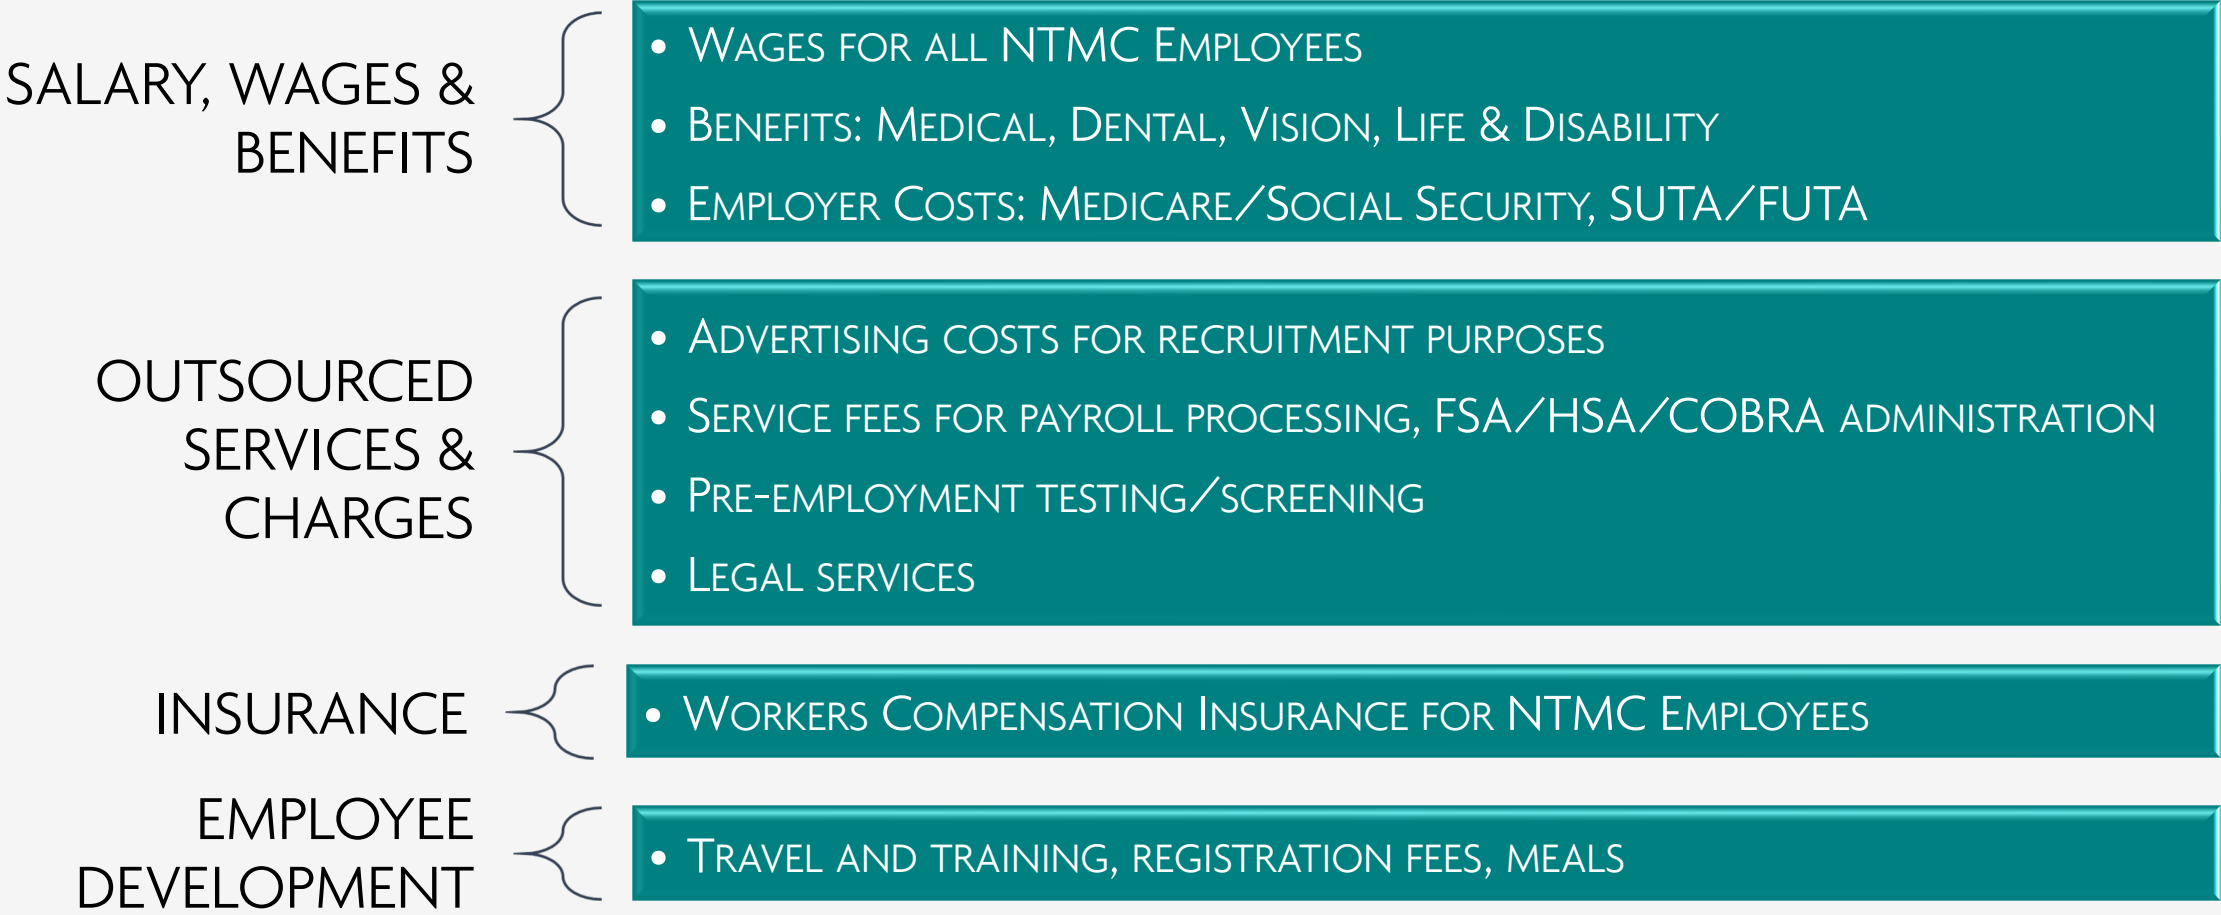 SALARY, WAGES &
BENEFITS
• WAGES FOR ALL NTMC EMPLOYEES
• BENEFITS: MEDICAL, DENTAL, VISION, LIFE & DISABILITY
• EMPLOYER COSTS: MEDICARE/SOCIAL SECURITY, SUTA/FUTA
OUTSOURCED
SERVICES &
CHARGES
• ADVERTISING COSTS FOR RECRUITMENT PURPOSES
• SERVICE FEES FOR PAYROLL PROCESSING, FSA/HSA/COBRA ADMINISTRATION
• PRE-EMPLOYMENT TESTING/SCREENING
• LEGAL SERVICES
INSURANCE
• WORKERS COMPENSATION INSURANCE FOR NTMC EMPLOYEES
EMPLOYEE
DEVELOPMENT
• TRAVEL AND TRAINING, REGISTRATION FEES, MEALS